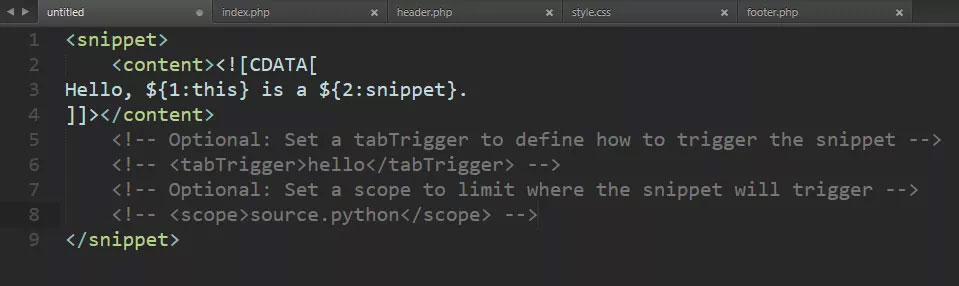 untitled index.php header.php style.css footer.php
1 <snippet>
2 <content><![CDATA[
3 Hello, ${1:this} is a ${2:snippet}.
4 ]]></content>
5 <!-- Optional: Set a tabTrigger to define how to trigger the snippet -->
6 <!-- <tabTrigger>hello</tabTrigger> -->
7 <!-- Optional: Set a scope to limit where the snippet will trigger -->
8 <!-- <scope>source.python</scope> -->
9 </snippet>